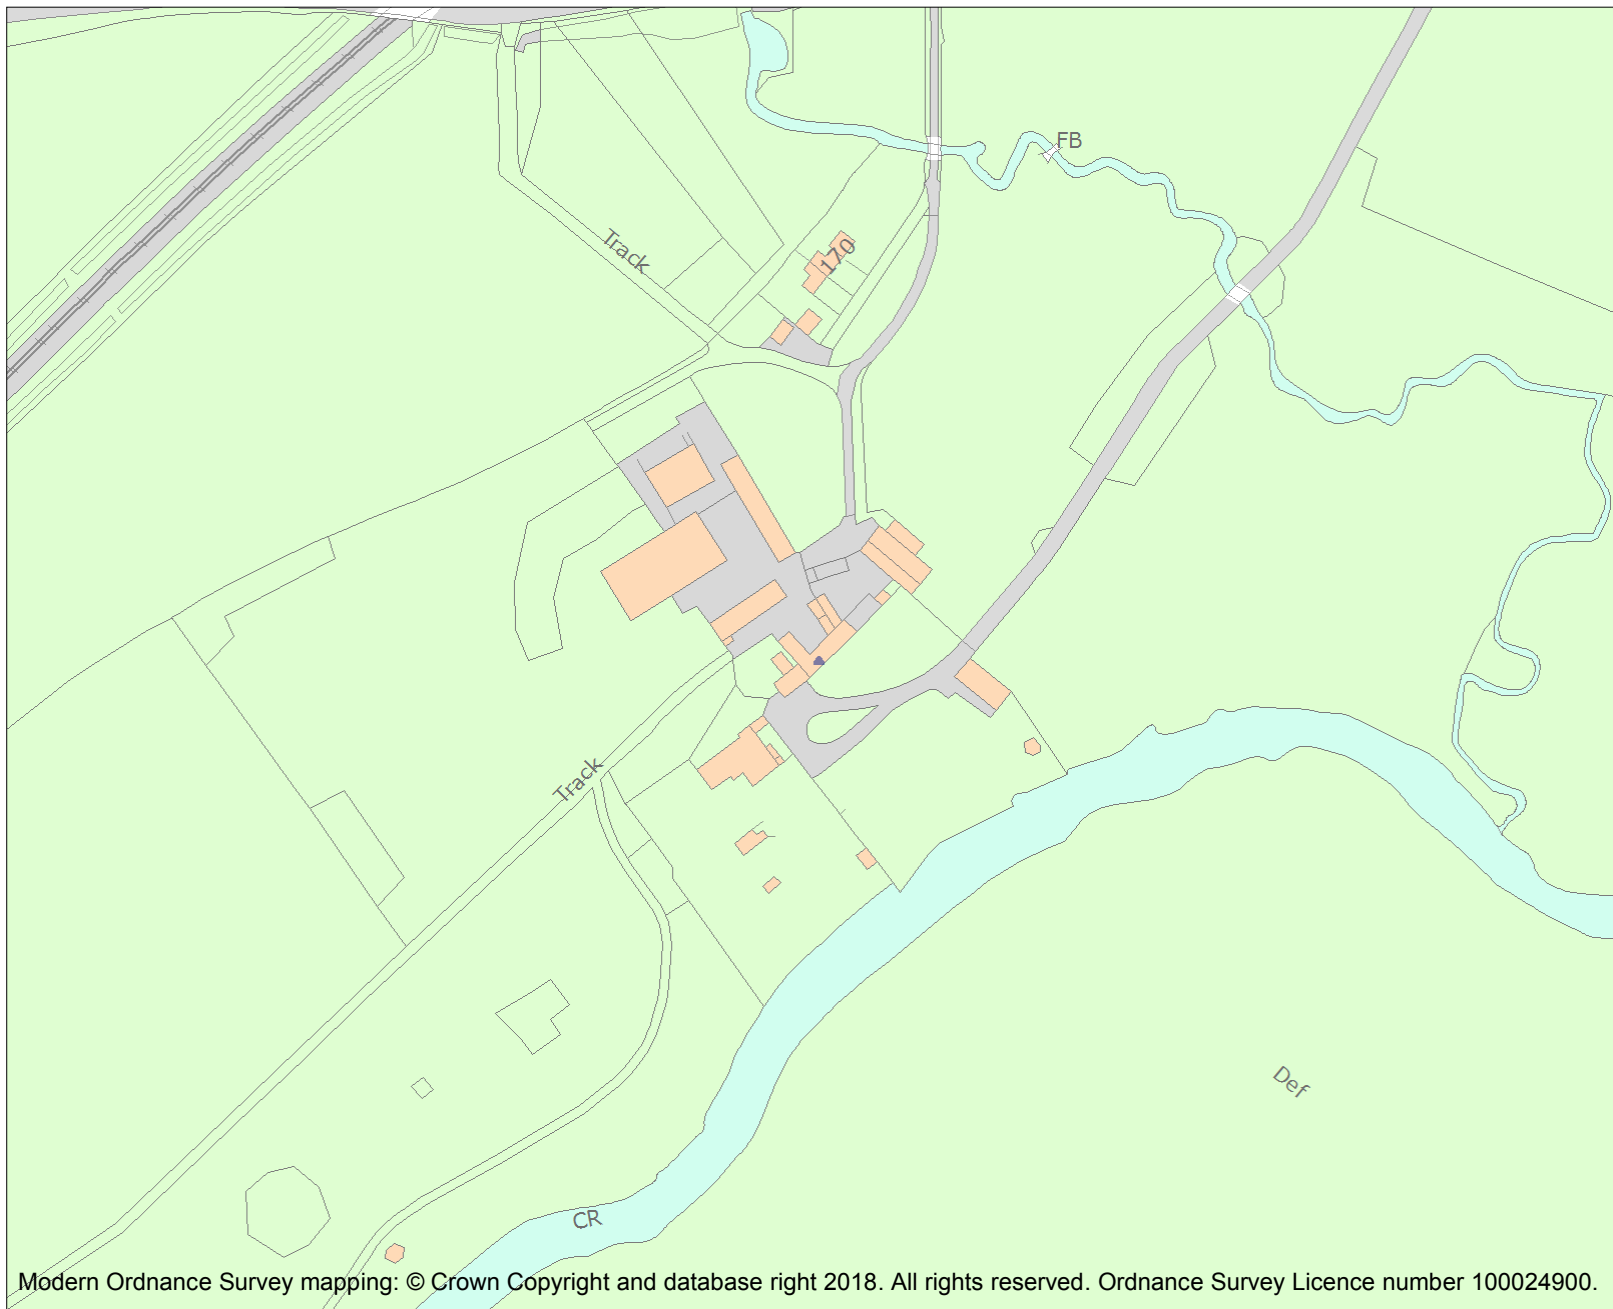 FB
Track
170
Track
Def
CR
Modern Ordnance Survey mapping: © Crown Copyright and database right 2018. All rights reserved. Ordnance Survey Licence number 100024900.